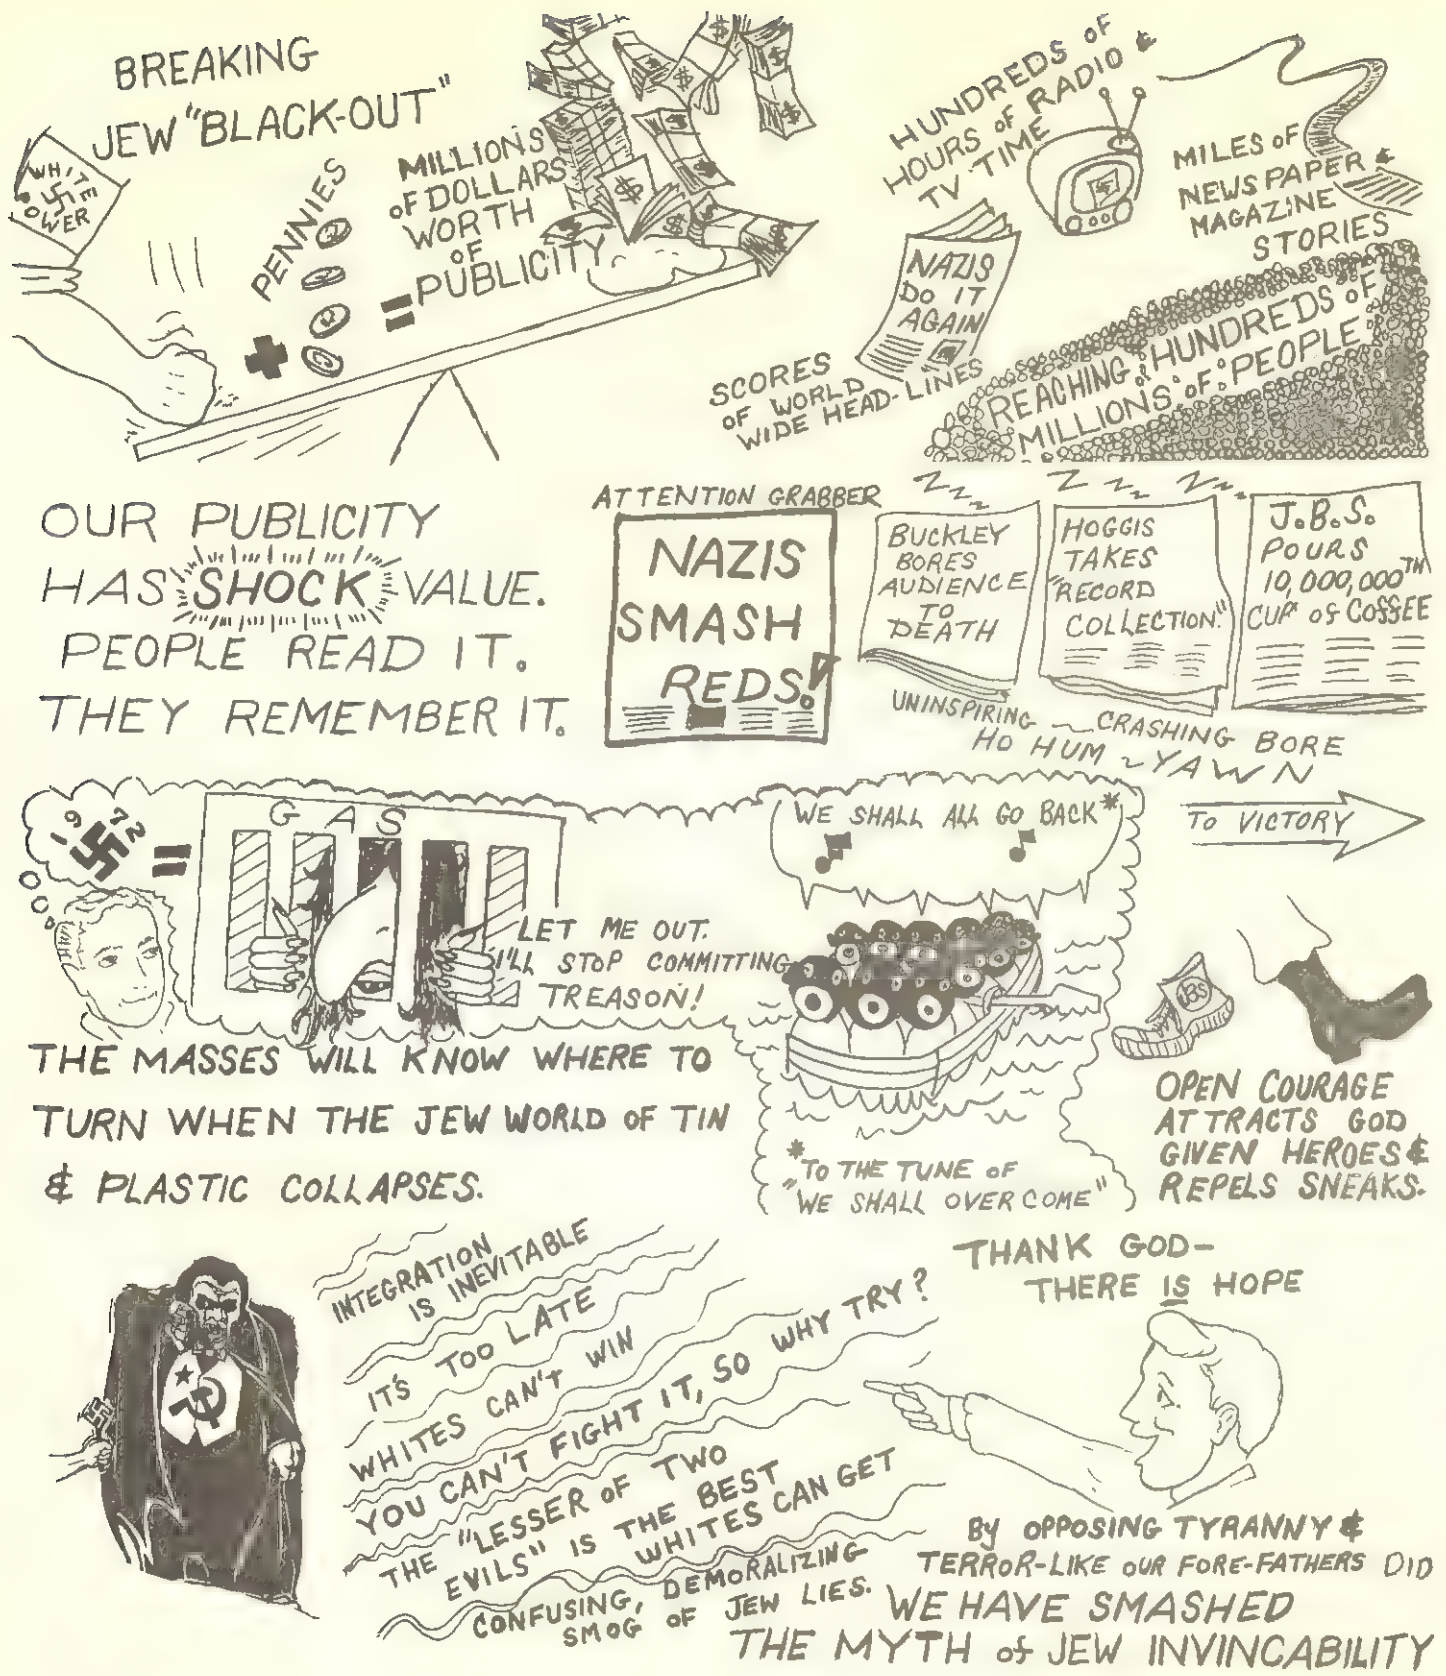 BREAKING
JEW "BLACK-OUT"
WHITE
POWER
PENNIES
MILLIONS
OF DOLLARS
WORTH
OF
PUBLICITY
+
=
HUNDREDS OF
HOURS OF RADIO &
TV TIME
MILES OF
NEWSPAPER &
MAGAZINE
STORIES
NAZIS
DO IT
AGAIN
SCORES
OF WORLD
WIDE HEAD-LINES
REACHING HUNDREDS OF
MILLIONS OF PEOPLE
OUR PUBLICITY
HAS SHOCK VALUE.
PEOPLE READ IT.
THEY REMEMBER IT.
ATTENTION GRABBER
NAZIS
SMASH
REDS!
BUCKLEY
BORES
AUDIENCE
TO
DEATH
HOGGIS
TAKES
"RECORD
COLLECTION."
J.B.S.
POURS
10,000,000TH
CUP OF COFFEE
UNINSPIRING ~ CRASHING BORE
HO HUM ~ YAWN
1972
=
GAS
LET ME OUT.
I'LL STOP COMMITTING
TREASON!
WE SHALL ALL GO BACK*
TO VICTORY
JBS
THE MASSES WILL KNOW WHERE TO
TURN WHEN THE JEW WORLD OF TIN
& PLASTIC COLLAPSES.
*TO THE TUNE OF
"WE SHALL OVERCOME"
OPEN COURAGE
ATTRACTS GOD
GIVEN HEROES &
REPELS SNEAKS.
INTEGRATION
IS INEVITABLE
IT'S TOO LATE
WHITES CAN'T WIN
YOU CAN'T FIGHT IT, SO WHY TRY?
THE "LESSER OF TWO
EVILS" IS THE BEST
WHITES CAN GET
CONFUSING, DEMORALIZING
SMOG OF JEW LIES.
THANK GOD-
THERE IS HOPE
BY OPPOSING TYRANNY &
TERROR-LIKE OUR FORE-FATHERS DID
WE HAVE SMASHED
THE MYTH of JEW INVINCABILITY